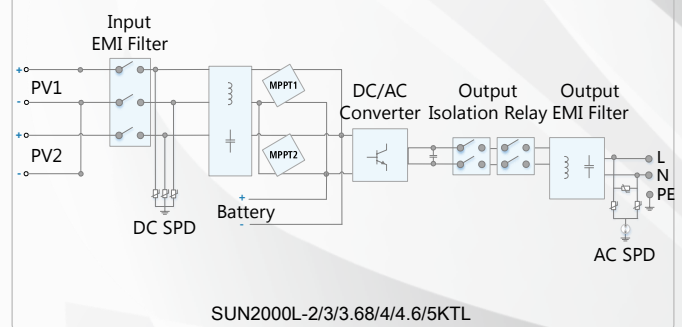 Input
EMI Filter
+
PV1
-
+
PV2
-
MPPT1
MPPT2
+
Battery
-
DC SPD
DC/AC
Converter
Output
Isolation Relay
Output
EMI Filter
L
N
PE
AC SPD
SUN2000L-2/3/3.68/4/4.6/5KTL